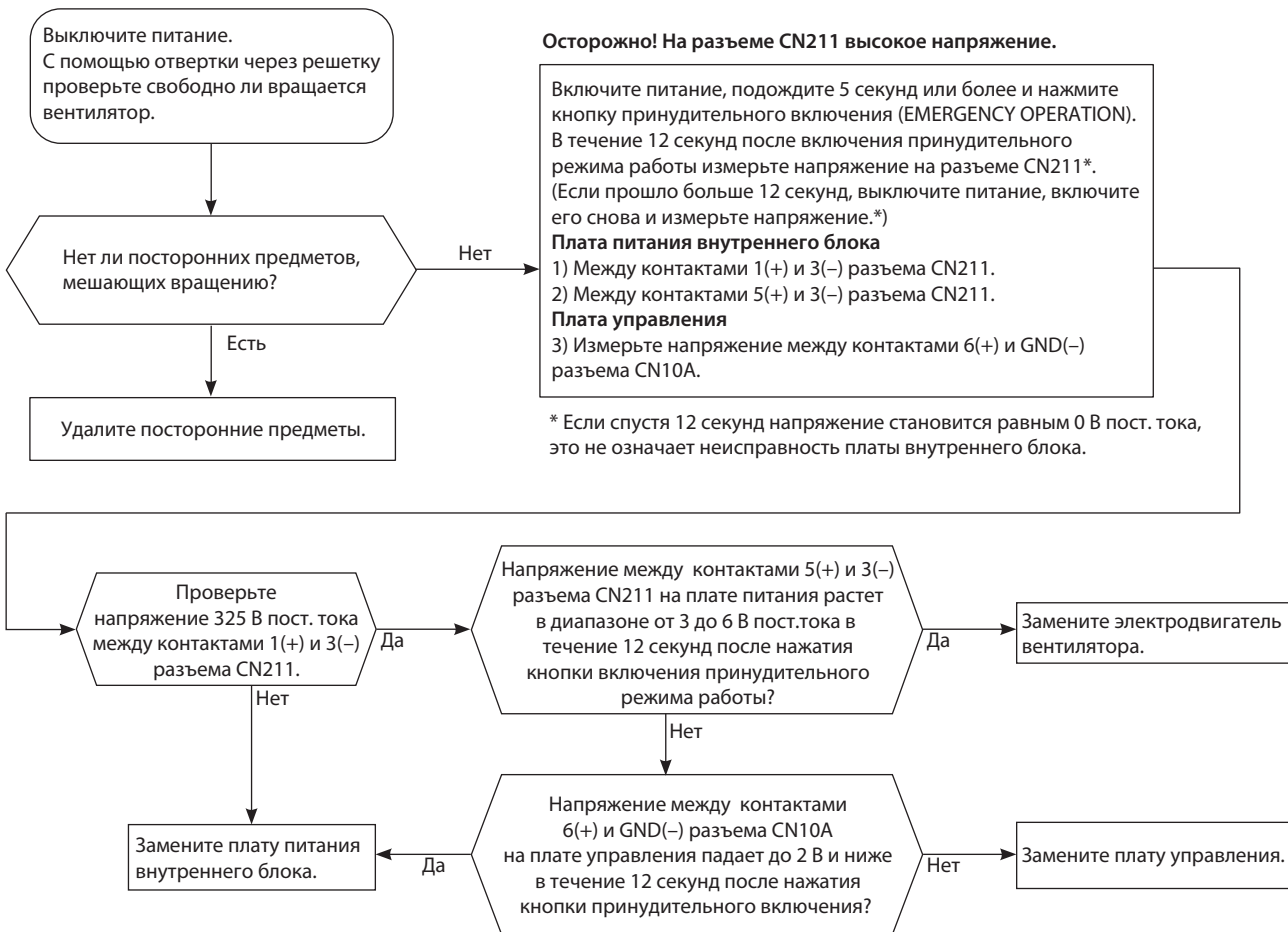 Выключите питание.
С помощью отвертки через решетку
проверьте свободно ли вращается
вентилятор.
Осторожно! На разъеме CN211 высокое напряжение.
Включите питание, подождите 5 секунд или более и нажмите
кнопку принудительного включения (EMERGENCY OPERATION).
В течение 12 секунд после включения принудительного
режима работы измерьте напряжение на разъеме CN211*.
(Если прошло больше 12 секунд, выключите питание, включите
его снова и измерьте напряжение.*)
Плата питания внутреннего блока
1) Между контактами 1(+) и 3(–) разъема CN211.
2) Между контактами 5(+) и 3(–) разъема CN211.
Плата управления
3) Измерьте напряжение между контактами 6(+) и GND(–)
разъема CN10A.
Нет ли посторонних предметов,
мешающих вращению?
Нет
Есть
Удалите посторонние предметы.
* Если спустя 12 секунд напряжение становится равным 0 В пост. тока,
это не означает неисправность платы внутреннего блока.
Проверьте
напряжение 325 В пост. тока
между контактами 1(+) и 3(–)
разъема CN211.
Да
Нет
Напряжение между контактами 5(+) и 3(–)
разъема CN211 на плате питания растет
в диапазоне от 3 до 6 В пост.тока в
течение 12 секунд после нажатия
кнопки включения принудительного
режима работы?
Да
Нет
Замените электродвигатель
вентилятора.
Замените плату питания
внутреннего блока.
Да
Напряжение между контактами
6(+) и GND(–) разъема CN10A
на плате управления падает до 2 В и ниже
в течение 12 секунд после нажатия
кнопки принудительного включения?
Нет
Замените плату управления.